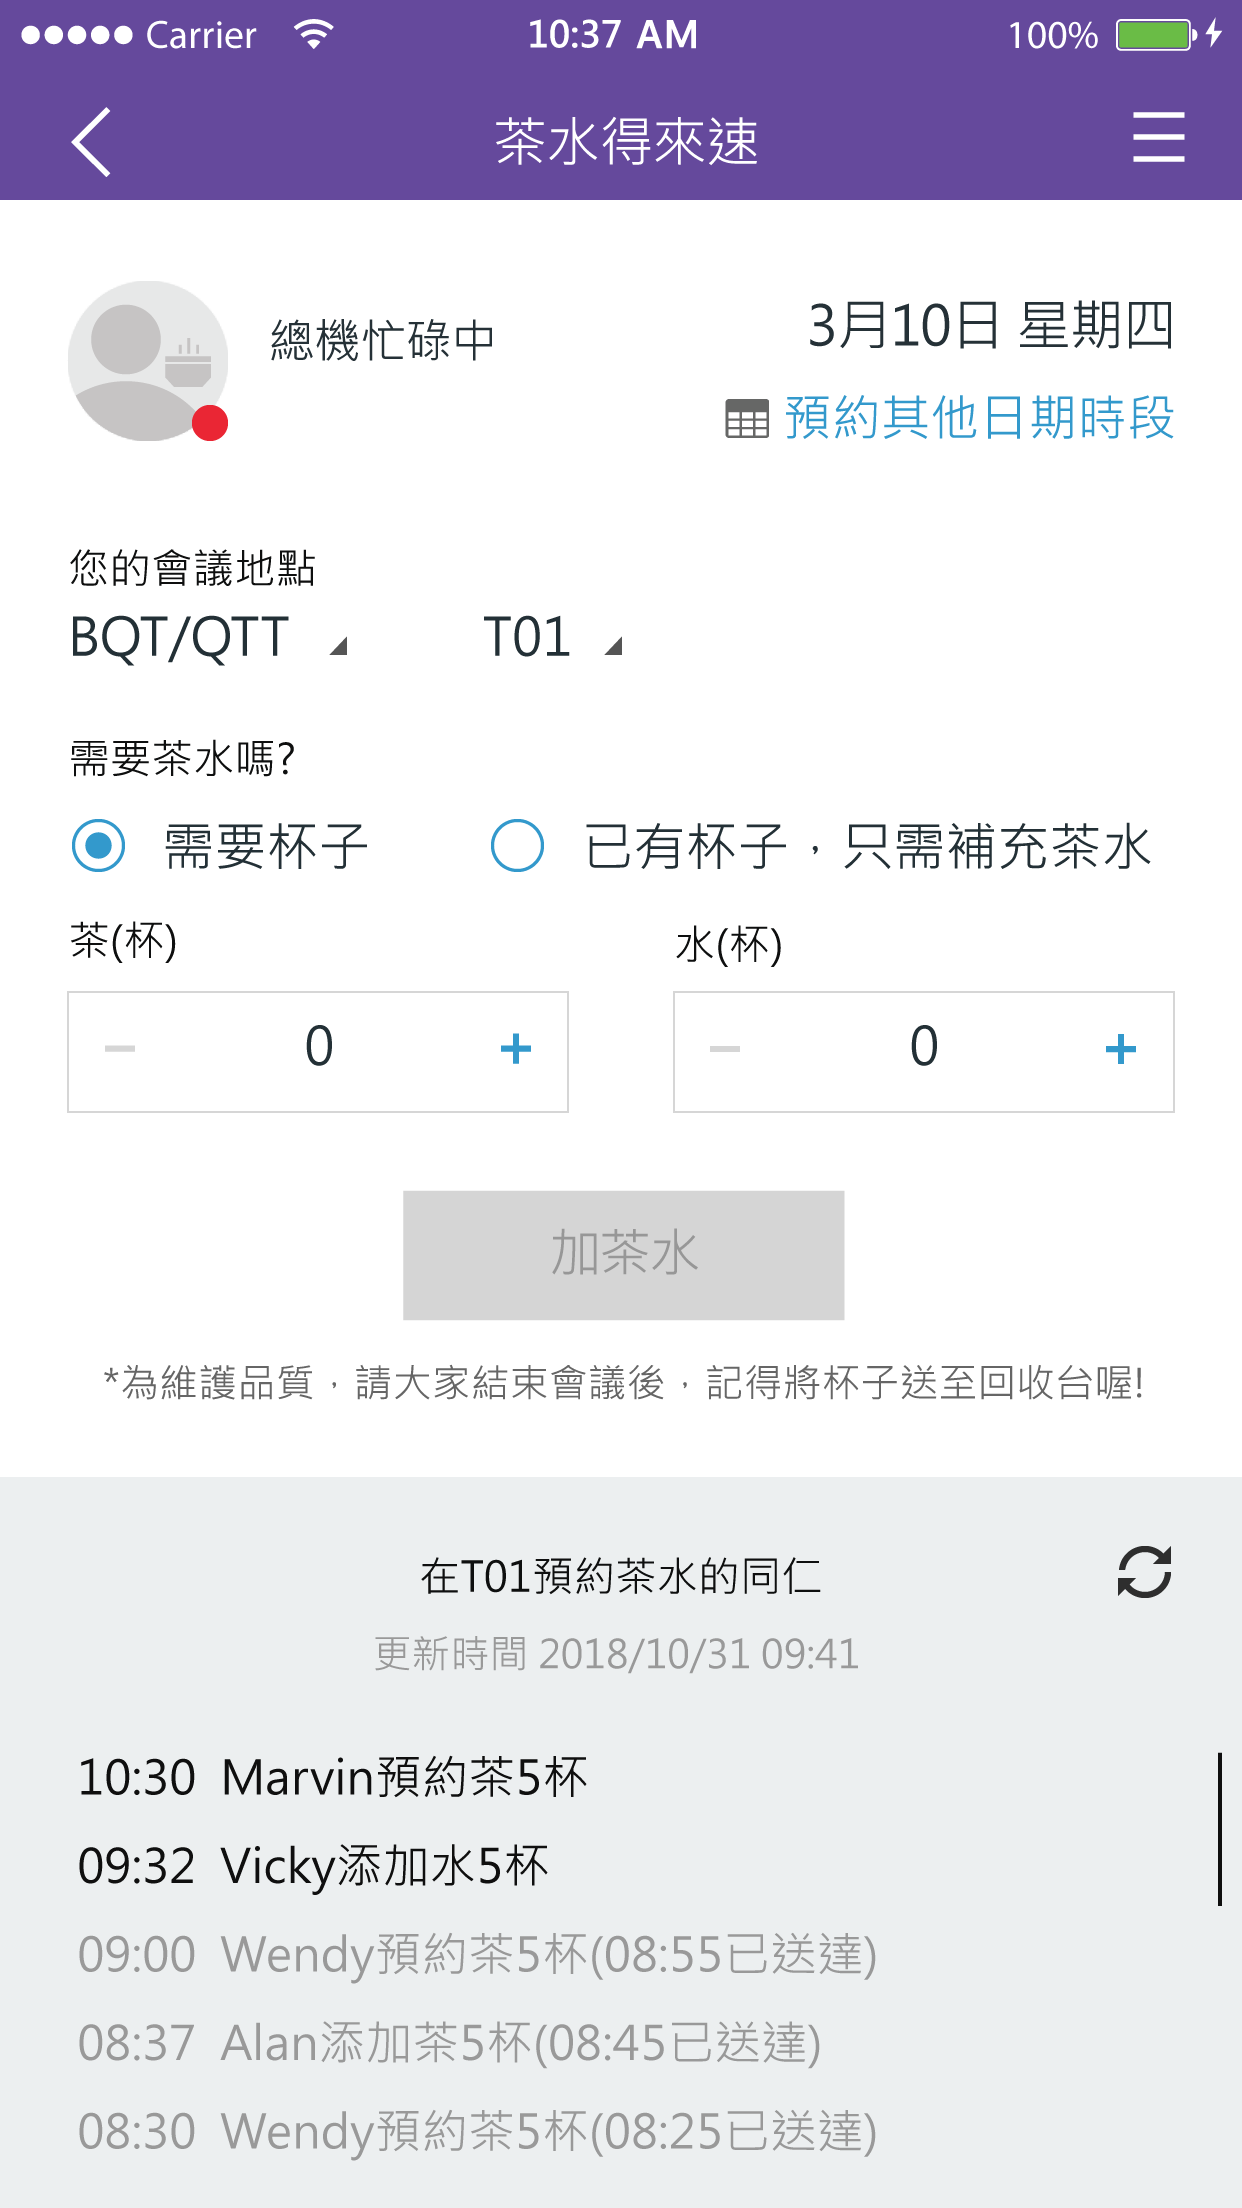 Carrier 10:37 AM 100%
茶水得來速
總機忙碌中
3月10日 星期四
預約其他日期時段
您的會議地點
BQT/QTT T01
需要茶水嗎?
需要杯子 已有杯子，只需補充茶水
茶(杯) 水(杯)
− 0 + − 0 +
加茶水
*為維護品質，請大家結束會議後，記得將杯子送至回收台喔!
在T01預約茶水的同仁
更新時間 2018/10/31 09:41
10:30 Marvin預約茶5杯
09:32 Vicky添加水5杯
09:00 Wendy預約茶5杯(08:55已送達)
08:37 Alan添加茶5杯(08:45已送達)
08:30 Wendy預約茶5杯(08:25已送達)